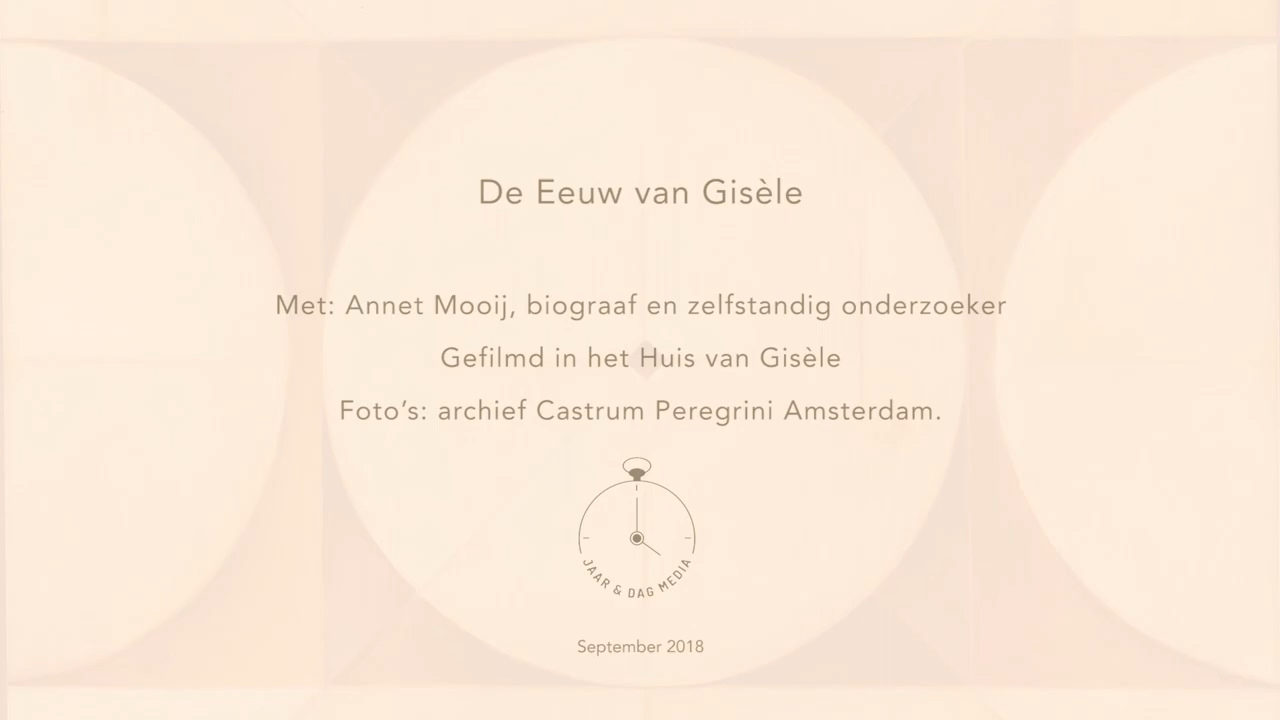 De Eeuw van Gisèle
Met: Annet Mooij, biograaf en zelfstandig onderzoeker
Gefilmd in het Huis van Gisèle
Foto’s: archief Castrum Peregrini Amsterdam.
JAAR & DAG MEDIA
September 2018